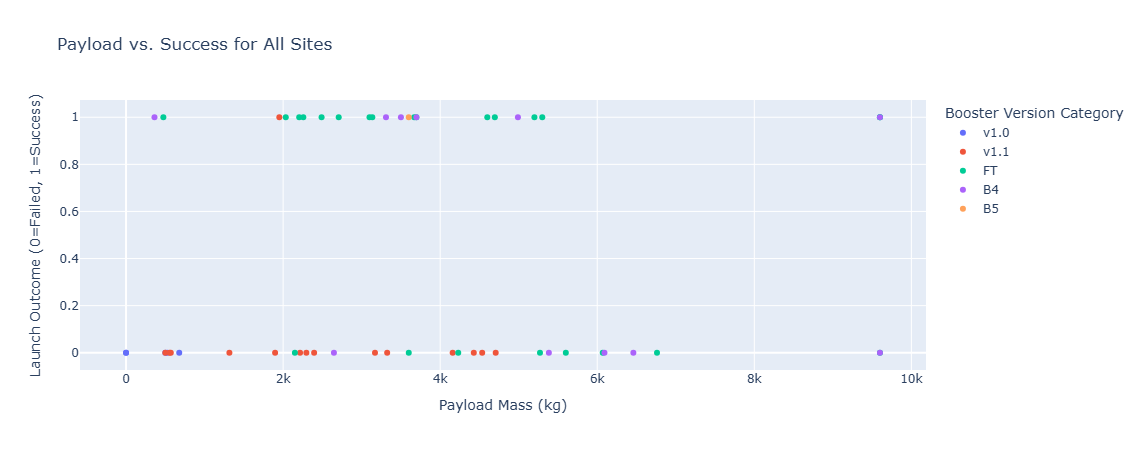 Payload vs. Success for All Sites
Launch Outcome (0=Failed, 1=Success)
1
0.8
0.6
0.4
0.2
0
0
2k
4k
6k
8k
10k
Payload Mass (kg)
Booster Version Category
v1.0
v1.1
FT
B4
B5